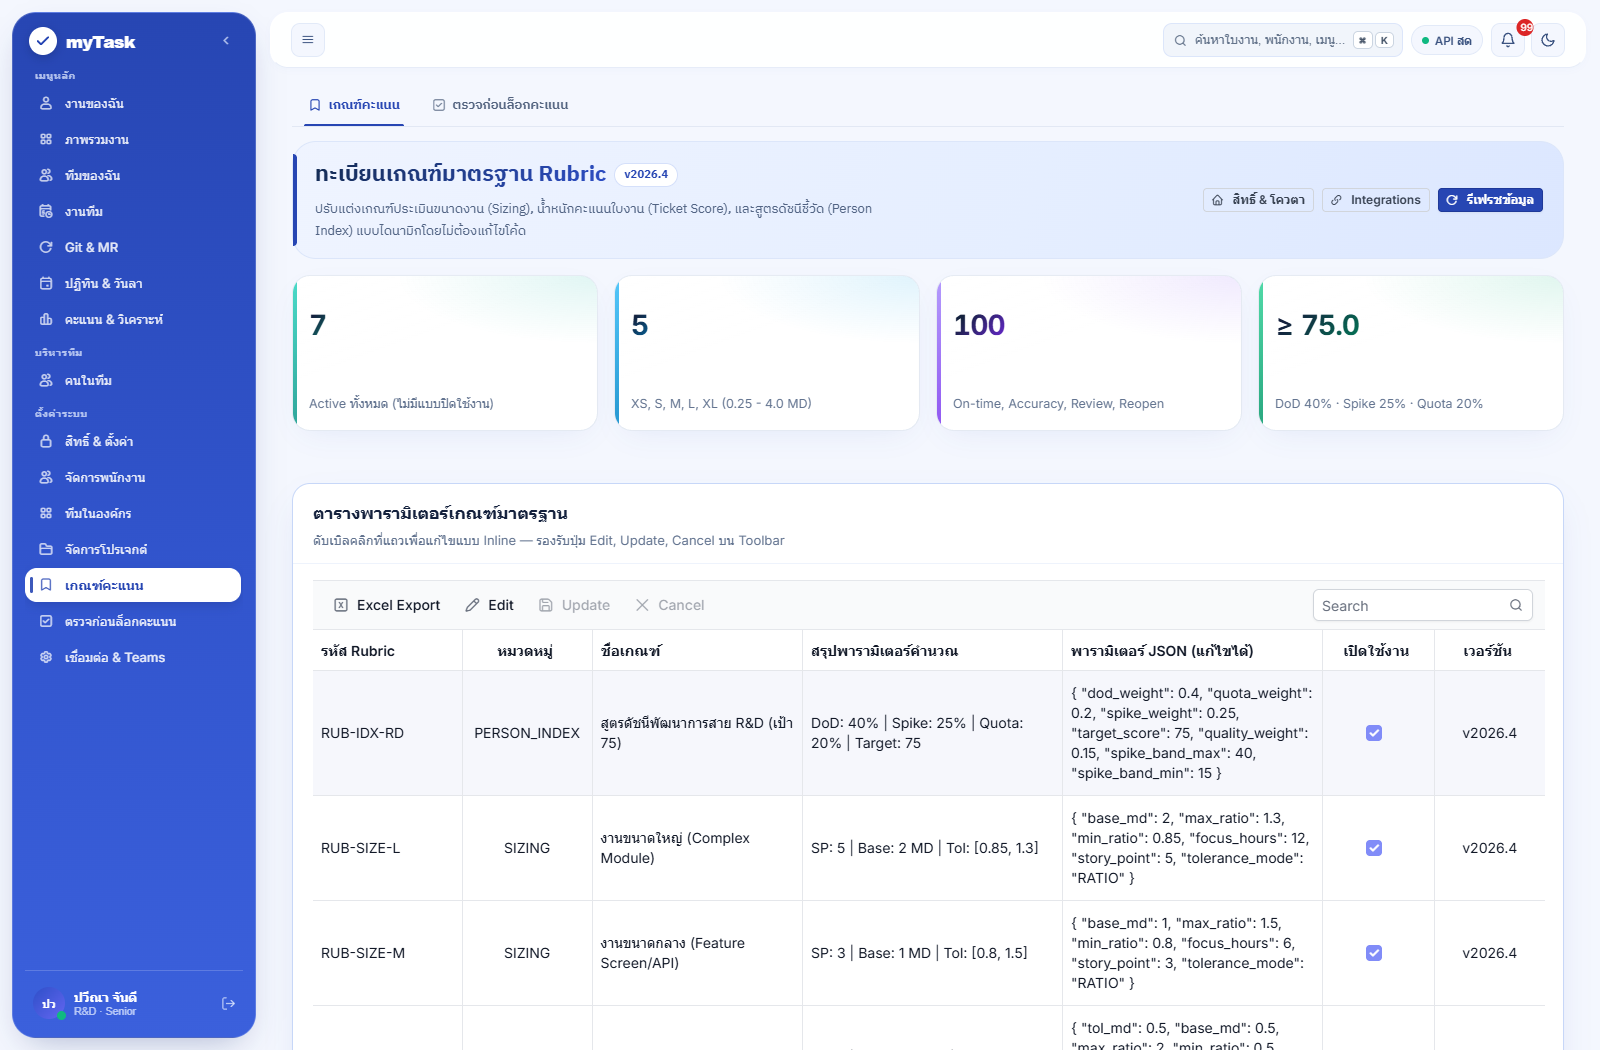 myTask
เมนูหลัก
งานของฉัน
ภาพรวมงาน
ทีมของฉัน
งานทีม
Git & MR
ปฏิทิน & วันลา
คะแนน & วิเคราะห์
บริหารทีม
คนในทีม
ตั้งค่าระบบ
สิทธิ์ & ตั้งค่า
จัดการพนักงาน
ทีมในองค์กร
จัดการโปรเจกต์
เกณฑ์คะแนน
ตรวจก่อนล็อกคะแนน
เชื่อมต่อ & Teams
ปว
ปวีณา จันดี
R&D · Senior
ค้นหาใบงาน, พนักงาน, เมนู...
⌘ K
API สด
99
เกณฑ์คะแนน
ตรวจก่อนล็อกคะแนน
ทะเบียนเกณฑ์มาตรฐาน Rubric v2026.4
ปรับแต่งเกณฑ์ประเมินขนาดงาน (Sizing), น้ำหนักคะแนนใบงาน (Ticket Score), และสูตรดัชนีชี้วัด (Person
Index) แบบไดนามิกโดยไม่ต้องแก้ไขโค้ด
สิทธิ์ & โควตา
Integrations
รีเฟรชข้อมูล
7
Active ทั้งหมด (ไม่มีแบบปิดใช้งาน)
5
XS, S, M, L, XL (0.25 - 4.0 MD)
100
On-time, Accuracy, Review, Reopen
≥ 75.0
DoD 40% · Spike 25% · Quota 20%
ตารางพารามิเตอร์เกณฑ์มาตรฐาน
ดับเบิลคลิกที่แถวเพื่อแก้ไขแบบ Inline — รองรับปุ่ม Edit, Update, Cancel บน Toolbar
Excel Export
Edit
Update
Cancel
Search
รหัส Rubric
หมวดหมู่
ชื่อเกณฑ์
สรุปพารามิเตอร์คำนวณ
พารามิเตอร์ JSON (แก้ไขได้)
เปิดใช้งาน
เวอร์ชัน
RUB-IDX-RD
PERSON_INDEX
สูตรดัชนีพัฒนาการสาย R&D (เป้า
75)
DoD: 40% | Spike: 25% | Quota:
20% | Target: 75
{ "dod_weight": 0.4, "quota_weight":
0.2, "spike_weight": 0.25,
"target_score": 75, "quality_weight":
0.15, "spike_band_max": 40,
"spike_band_min": 15 }
v2026.4
RUB-SIZE-L
SIZING
งานขนาดใหญ่ (Complex
Module)
SP: 5 | Base: 2 MD | Tol: [0.85, 1.3]
{ "base_md": 2, "max_ratio": 1.3,
"min_ratio": 0.85, "focus_hours": 12,
"story_point": 5, "tolerance_mode":
"RATIO" }
v2026.4
RUB-SIZE-M
SIZING
งานขนาดกลาง (Feature
Screen/API)
SP: 3 | Base: 1 MD | Tol: [0.8, 1.5]
{ "base_md": 1, "max_ratio": 1.5,
"min_ratio": 0.8, "focus_hours": 6,
"story_point": 3, "tolerance_mode":
"RATIO" }
v2026.4
{ "tol_md": 0.5, "base_md": 0.5,
"max_ratio": 2, "min_ratio": 0.5,